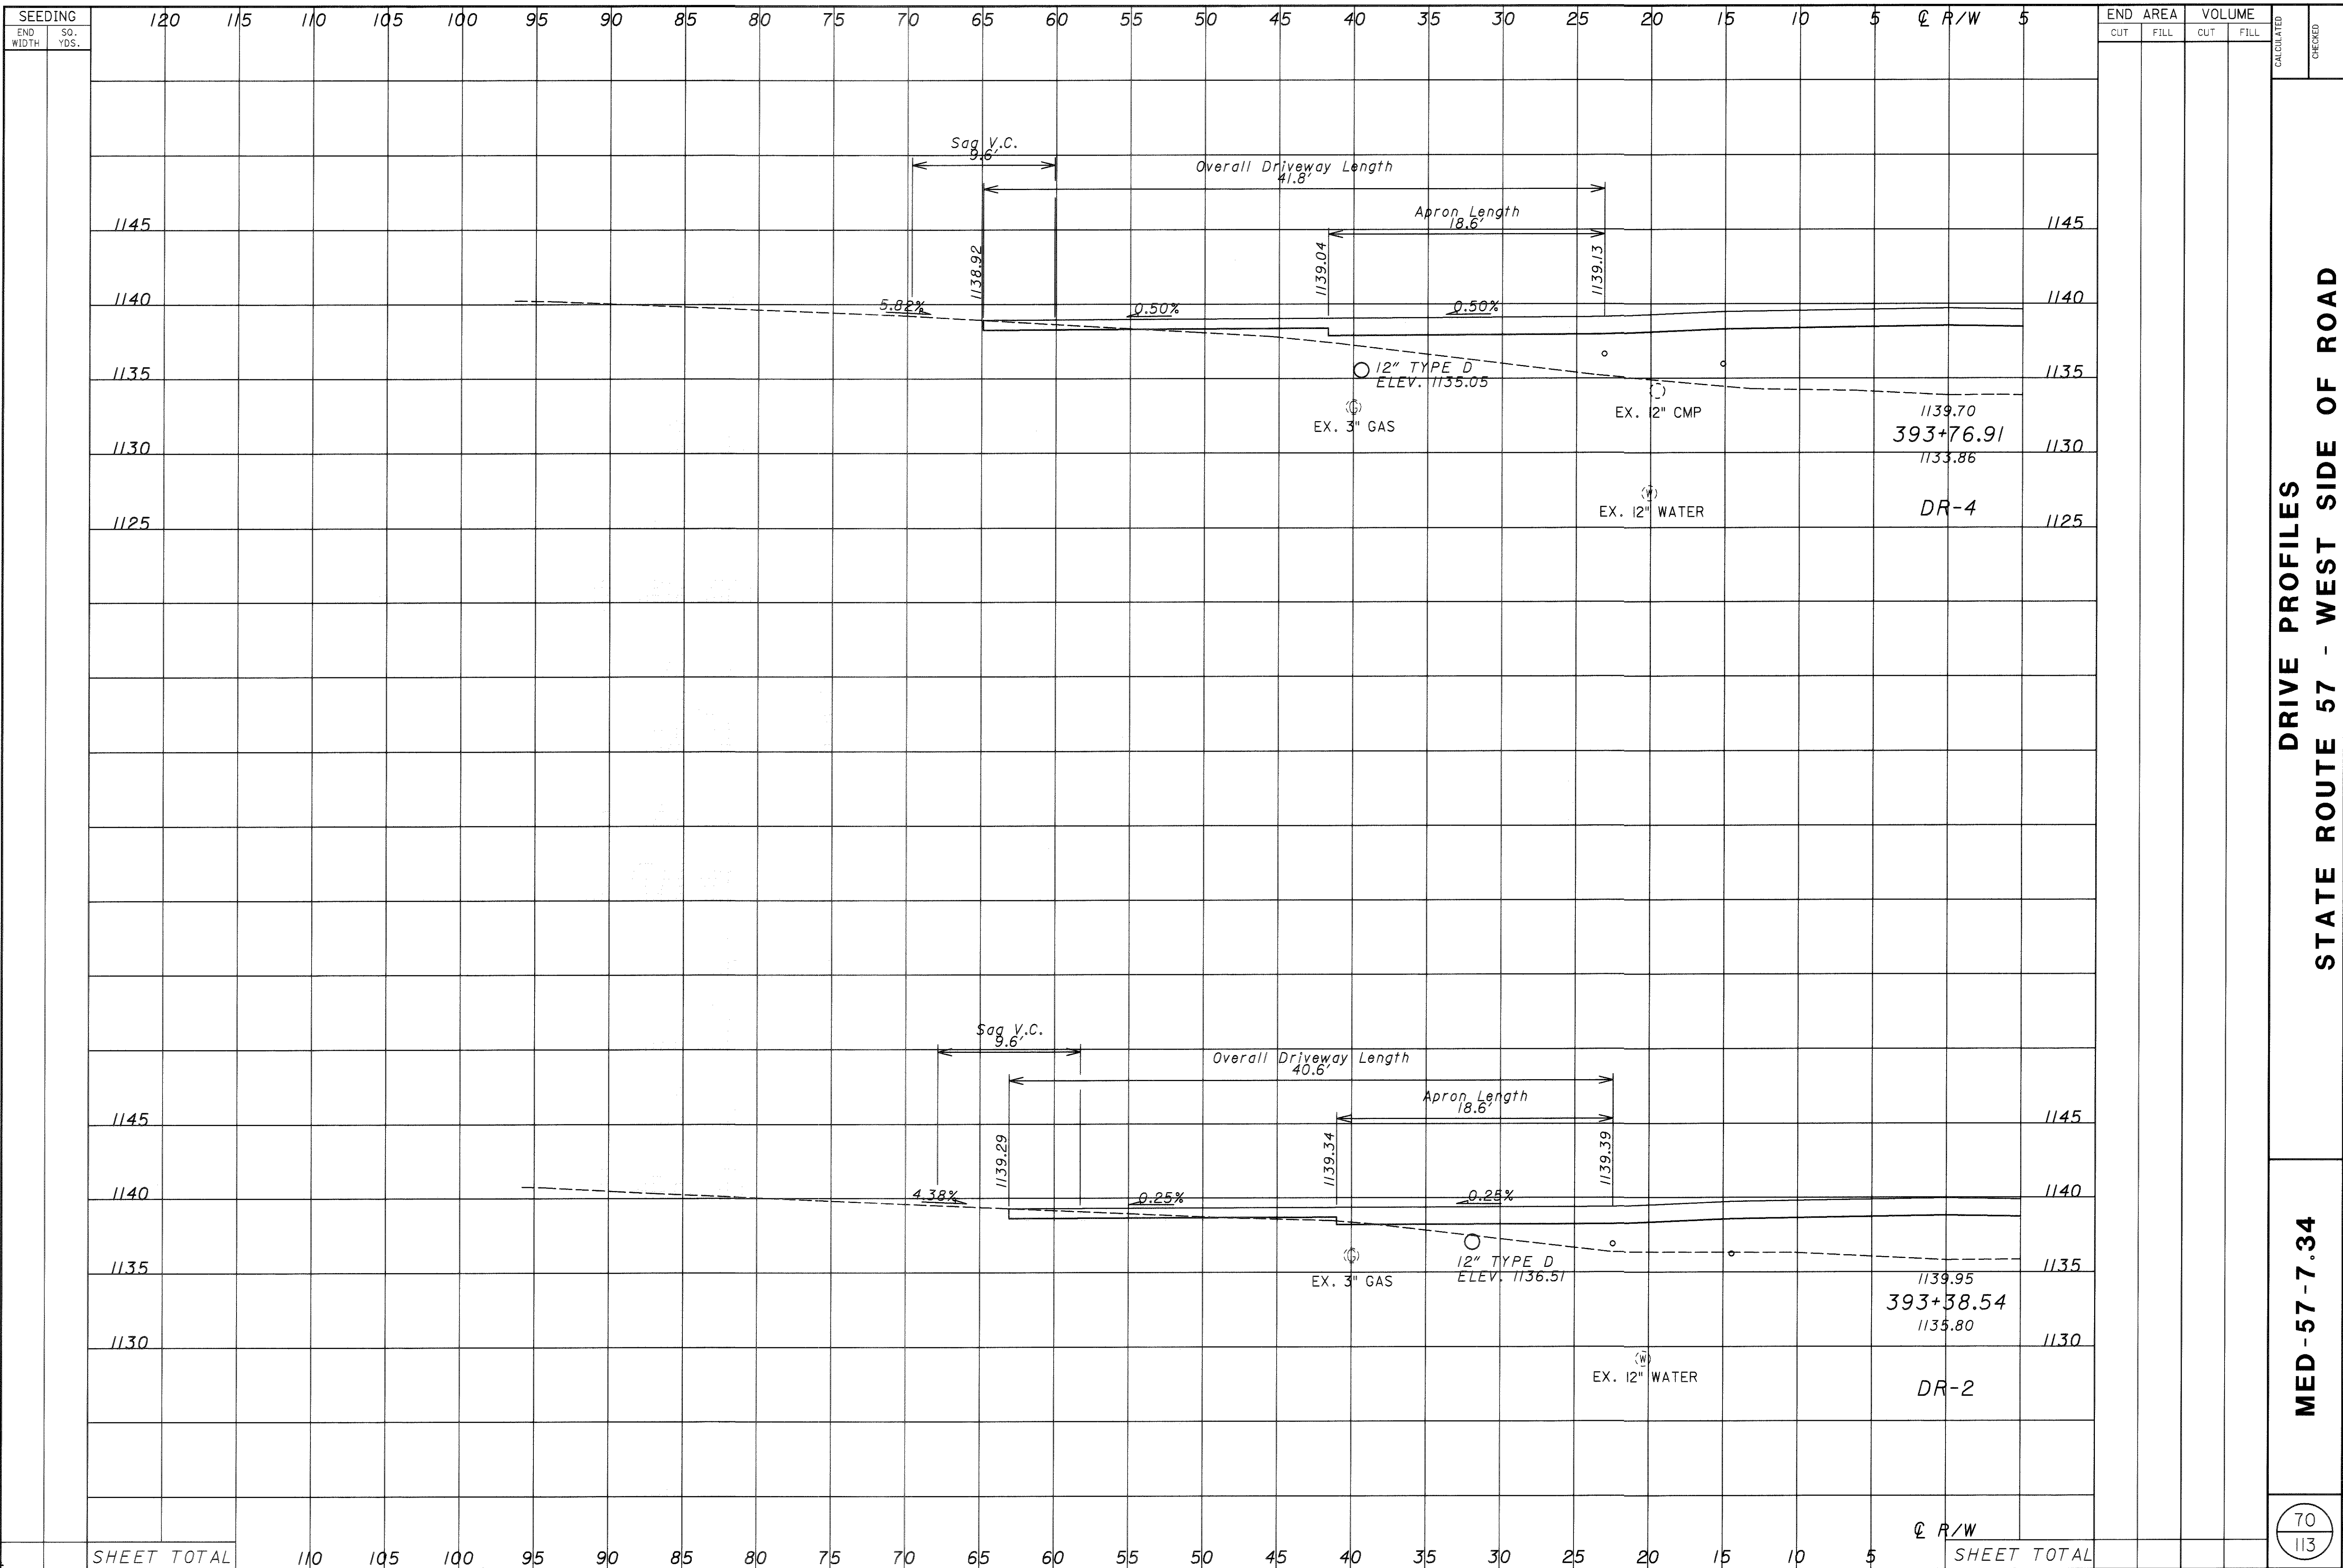 SEEDING
END WIDTH
SQ. YDS.
120 115 110 105 100 95 90 85 80 75 70 65 60 55 50 45 40 35 30 25 20 15 10 5 ℄ R/W 5
END AREA
VOLUME
CUT FILL CUT FILL
CALCULATED
CHECKED
Sag V.C.
9.6'
Overall Driveway Length
41.8'
Apron Length
18.6'
1145
1145
1138.92
1139.04
1139.13
1140
1140
5.82%
0.50%
0.50%
1135
1135
12" TYPE D
ELEV. 1135.05
G
EX. 3" GAS
EX. 12" CMP
1139.70
393+76.91
1133.86
1130
1130
W
EX. 12" WATER
DR-4
1125
1125
Sag V.C.
9.6'
Overall Driveway Length
40.6'
Apron Length
18.6'
1145
1145
1139.29
1139.34
1139.39
1140
1140
4.38%
0.25%
0.25%
1135
1135
G
EX. 3" GAS
12" TYPE D
ELEV. 1136.51
1139.95
393+38.54
1135.80
1130
1130
W
EX. 12" WATER
DR-2
℄ R/W
SHEET TOTAL
110 105 100 95 90 85 80 75 70 65 60 55 50 45 40 35 30 25 20 15 10 5
SHEET TOTAL
DRIVE PROFILES
STATE ROUTE 57 - WEST SIDE OF ROAD
MED-57-7.34
70
113